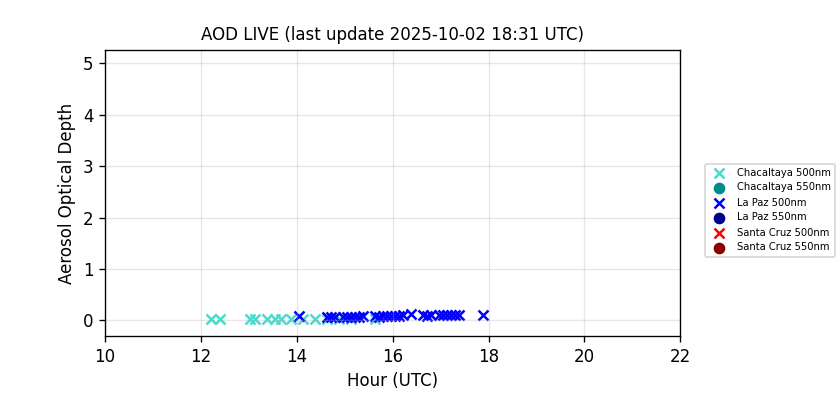 AOD LIVE (last update 2025-10-02 18:31 UTC)
Aerosol Optical Depth
5
4
3
2
1
0
10 12 14 16 18 20 22
Hour (UTC)
Chacaltaya 500nm
Chacaltaya 550nm
La Paz 500nm
La Paz 550nm
Santa Cruz 500nm
Santa Cruz 550nm